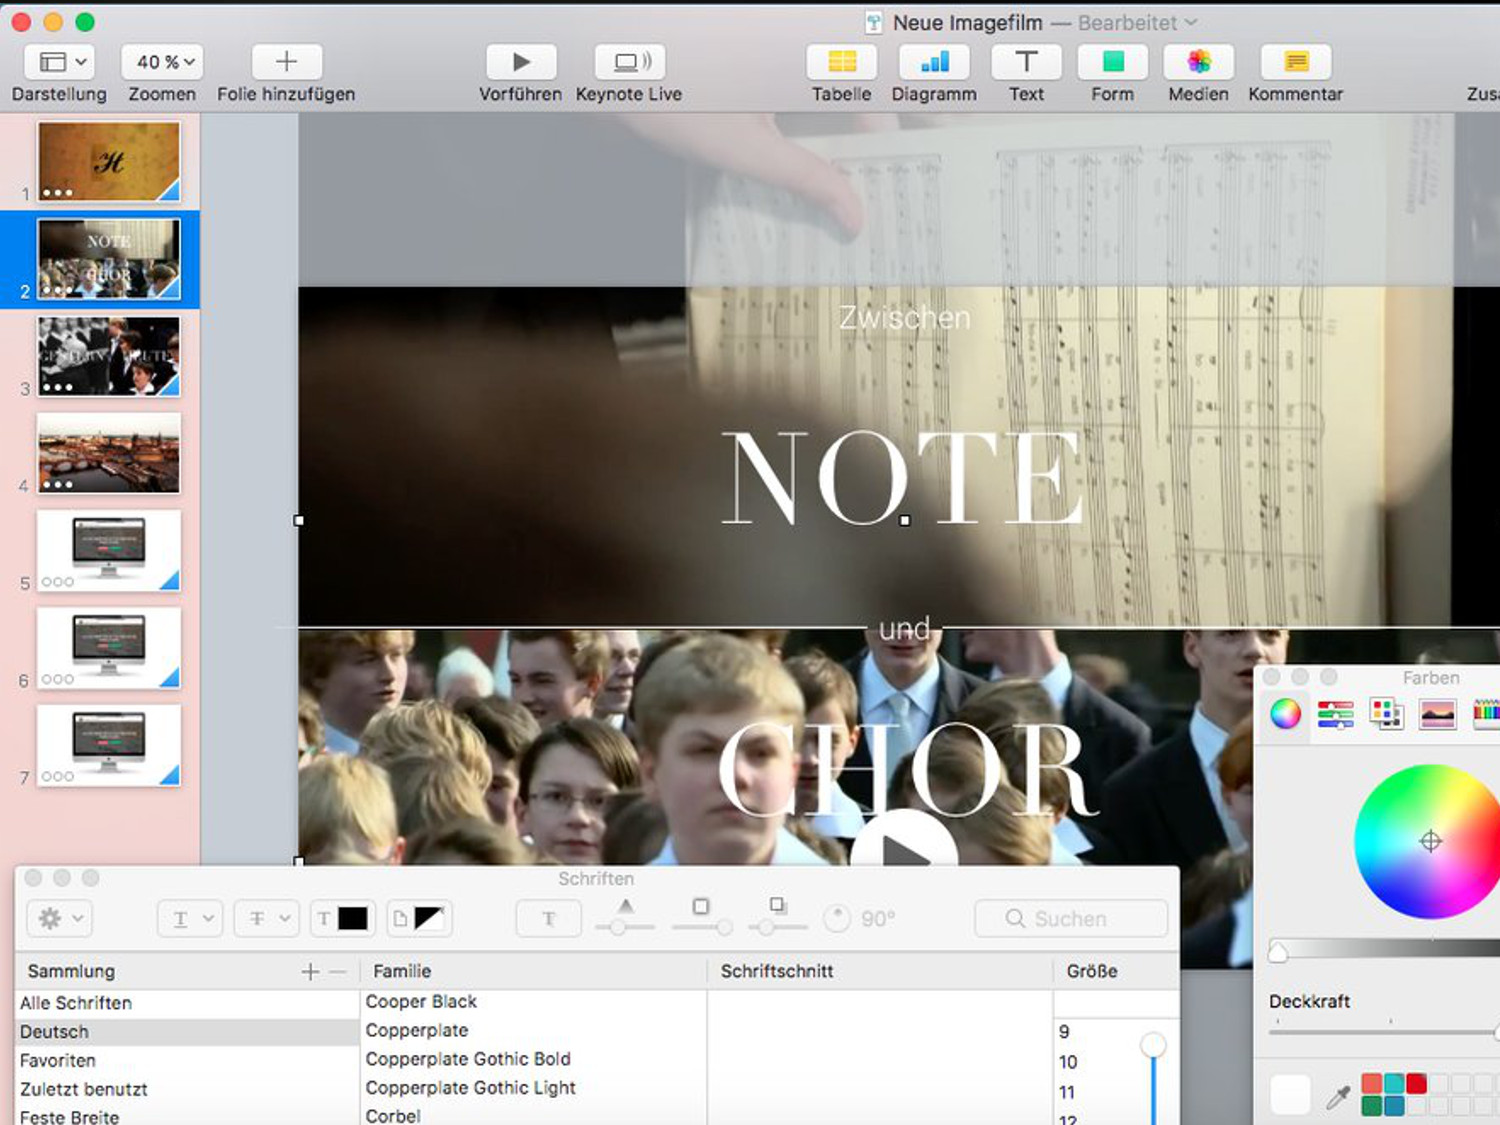 Neue Imagefilm — Bearbeitet
40 %
Darstellung Zoomen Folie hinzufügen Vorführen Keynote Live Tabelle Diagramm Text Form Medien Kommentar
1
2
NOTE
CHOR
3
4
5
6
7
Zwischen
NOTE
und
CHOR
Farben
Deckkraft
Schriften
90°
Suchen
Sammlung Familie Schriftschnitt Größe
Alle Schriften Cooper Black
Deutsch Copperplate 9
Favoriten Copperplate Gothic Bold 10
Zuletzt benutzt Copperplate Gothic Light 11
Feste Breite Corbel 12